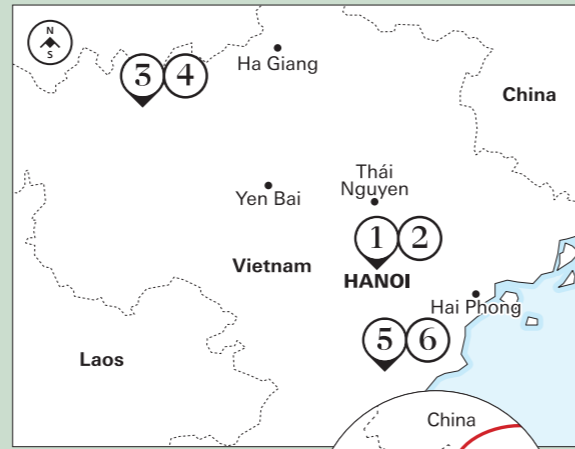 N
S
3 4
Ha Giang
China
Thái
Nguyen
Yen Bai
1 2
Vietnam
HANOI
Hai Phong
5 6
Laos
China